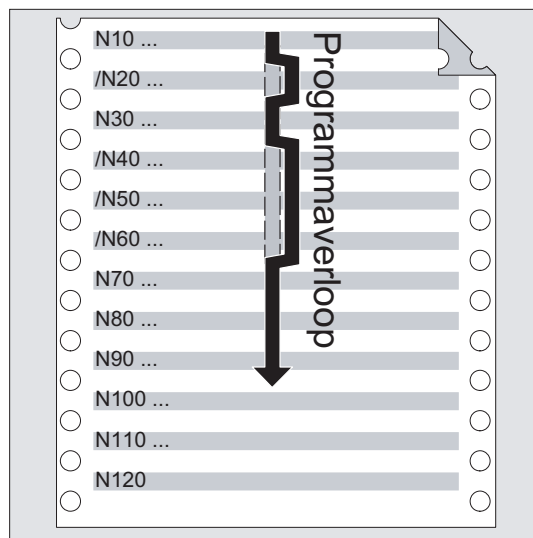 N10 ...
/N20 ...
N30 ...
/N40 ...
/N50 ...
/N60 ...
N70 ...
N80 ...
N90 ...
N100 ...
N110 ...
N120
Programmaverloop